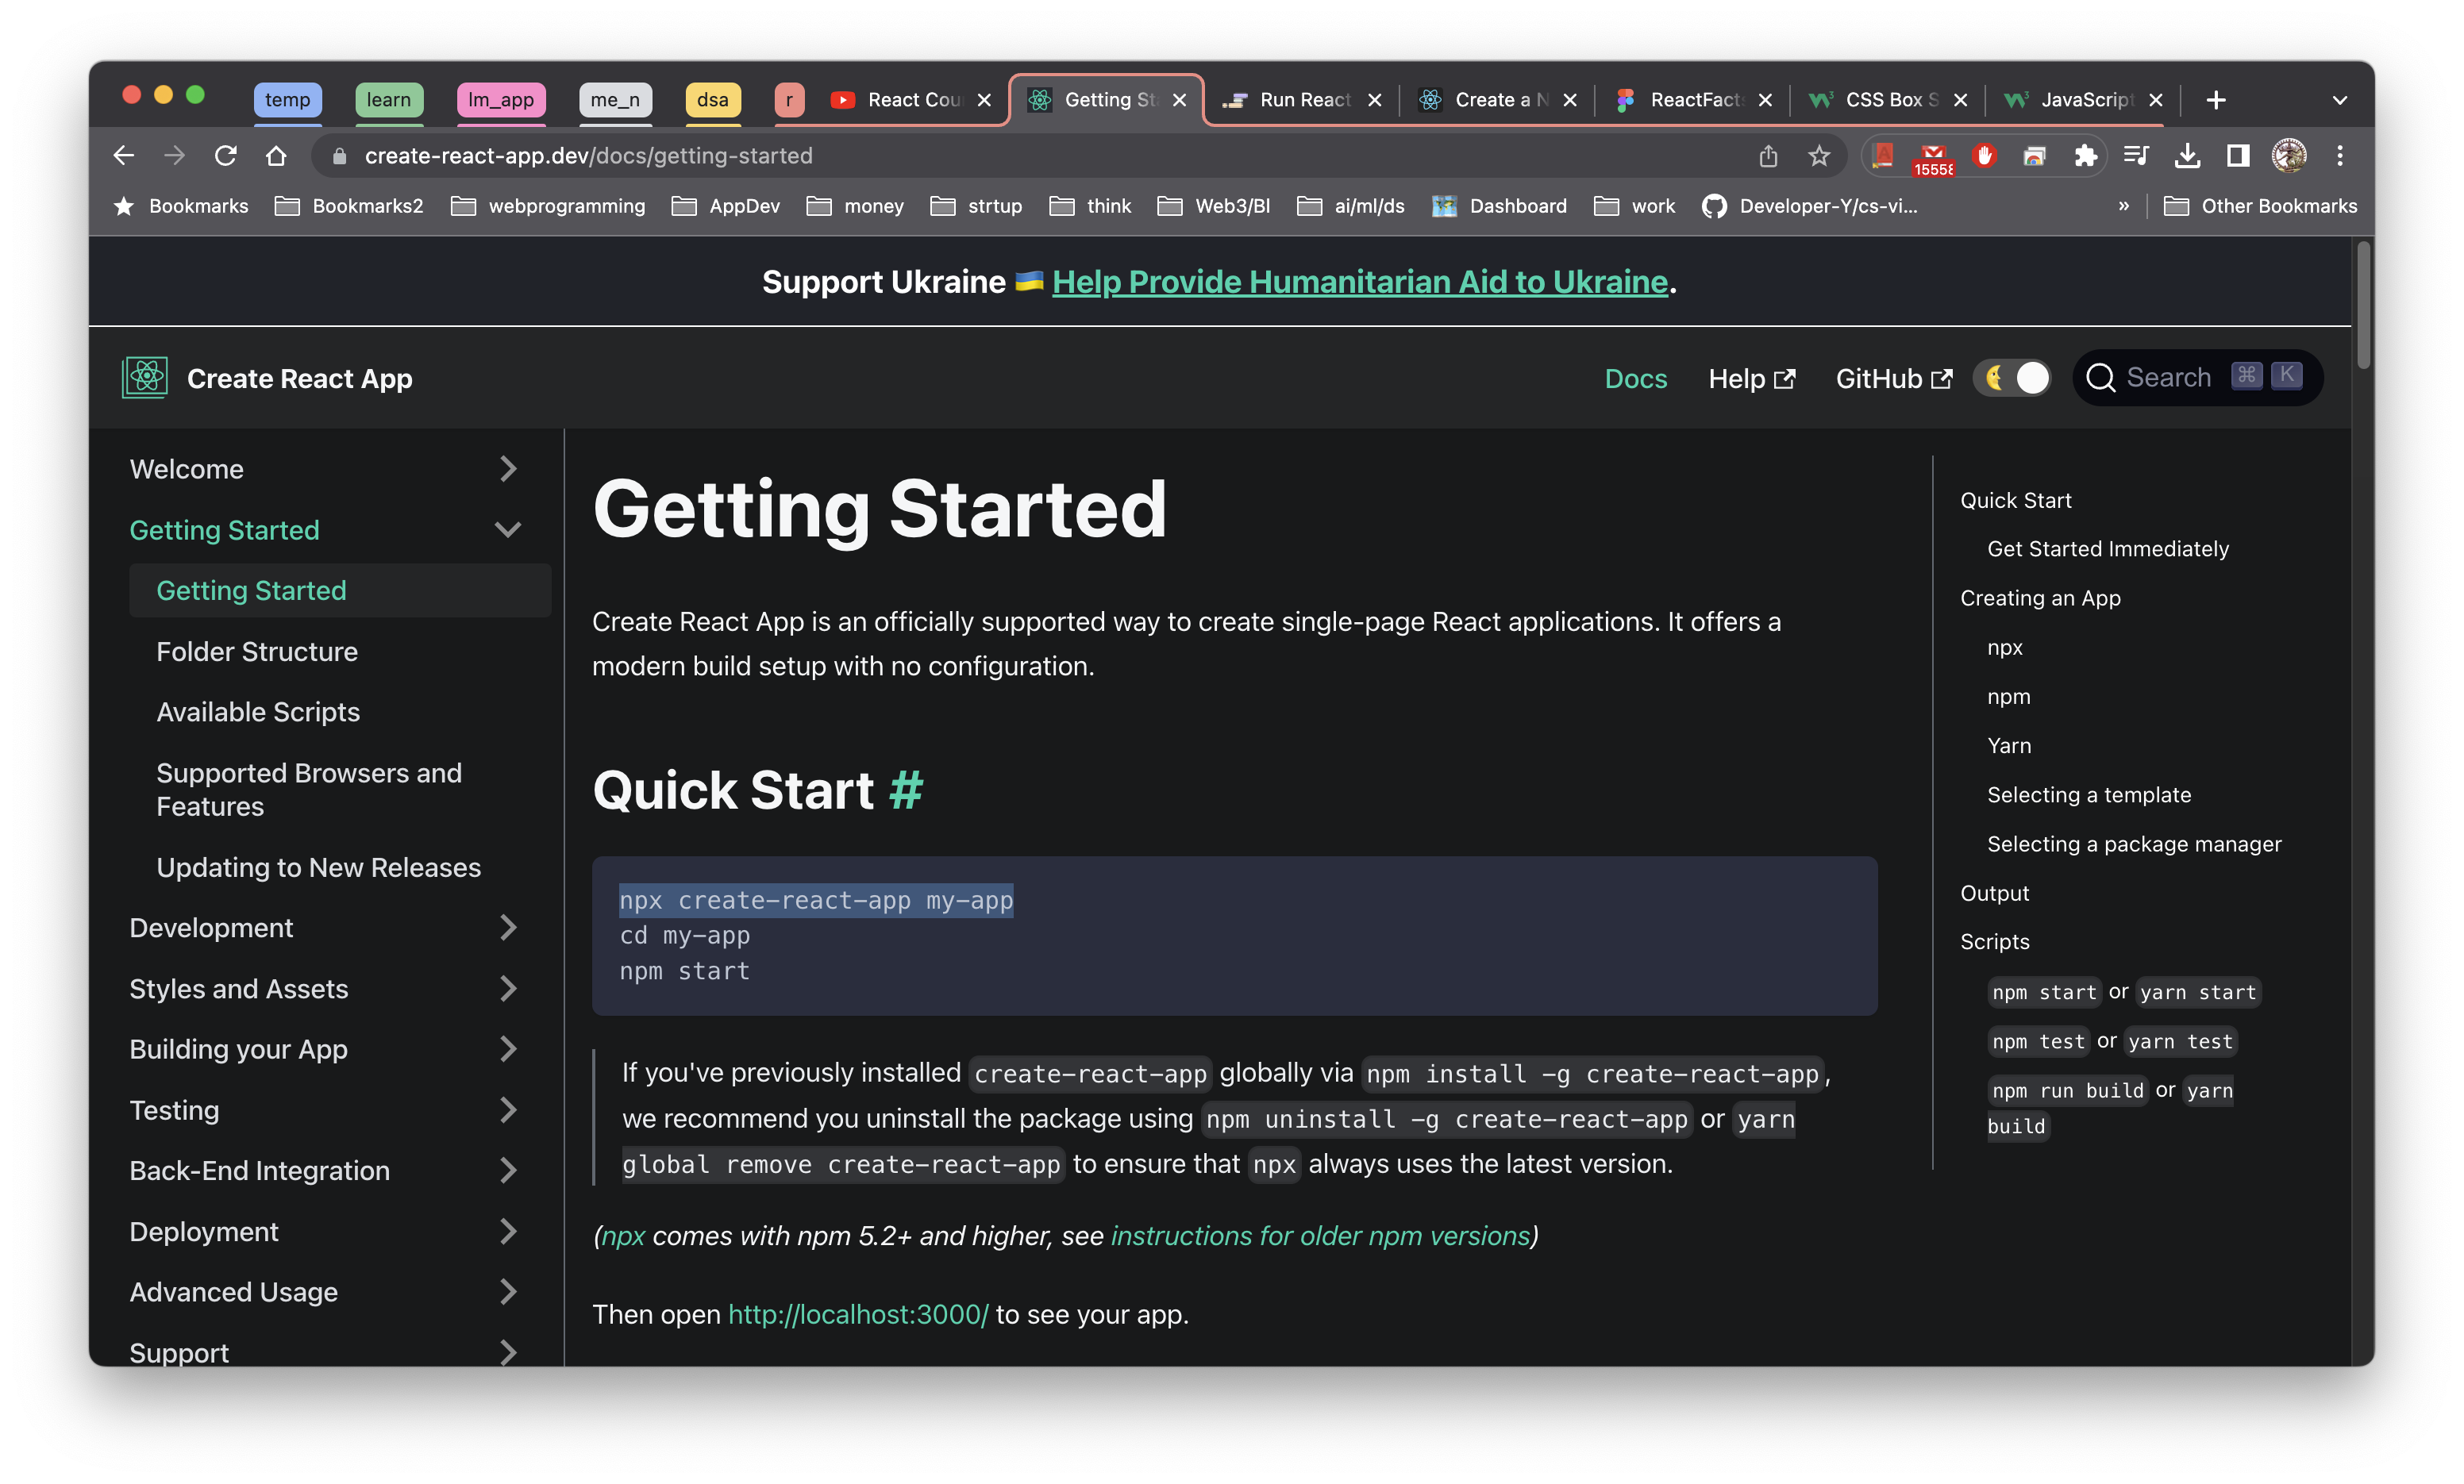 temp learn lm_app me_n dsa r React Cou Getting St Run React Create a N ReactFact CSS Box S JavaScript
create-react-app.dev/docs/getting-started 15558
Bookmarks Bookmarks2 webprogramming AppDev money strtup think Web3/BI ai/ml/ds Dashboard work Developer-Y/cs-vi... » Other Bookmarks
Support Ukraine 🇺🇦 Help Provide Humanitarian Aid to Ukraine.
Create React App Docs Help GitHub Search ⌘ K
Welcome
Getting Started
Getting Started
Folder Structure
Available Scripts
Supported Browsers and
Features
Updating to New Releases
Development
Styles and Assets
Building your App
Testing
Back-End Integration
Deployment
Advanced Usage
Support
Getting Started
Create React App is an officially supported way to create single-page React applications. It offers a
modern build setup with no configuration.
Quick Start #
npx create-react-app my-app
cd my-app
npm start
If you've previously installed create-react-app globally via npm install -g create-react-app,
we recommend you uninstall the package using npm uninstall -g create-react-app or yarn
global remove create-react-app to ensure that npx always uses the latest version.
(npx comes with npm 5.2+ and higher, see instructions for older npm versions)
Then open http://localhost:3000/ to see your app.
Quick Start
Get Started Immediately
Creating an App
npx
npm
Yarn
Selecting a template
Selecting a package manager
Output
Scripts
npm start or yarn start
npm test or yarn test
npm run build or yarn
build